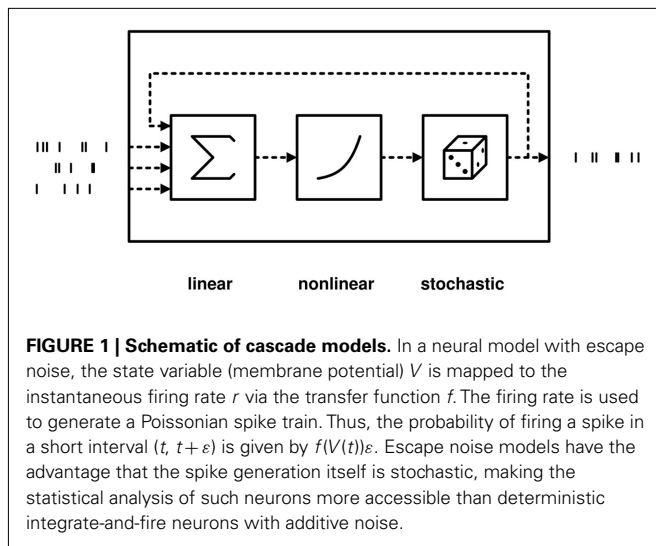 linear nonlinear stochastic
FIGURE 1 | Schematic of cascade models. In a neural model with escape
noise, the state variable (membrane potential) V is mapped to the
instantaneous firing rate r via the transfer function f. The firing rate is used
to generate a Poissonian spike train. Thus, the probability of firing a spike in
a short interval (t, t + ε) is given by f(V(t))ε. Escape noise models have the
advantage that the spike generation itself is stochastic, making the
statistical analysis of such neurons more accessible than deterministic
integrate-and-fire neurons with additive noise.